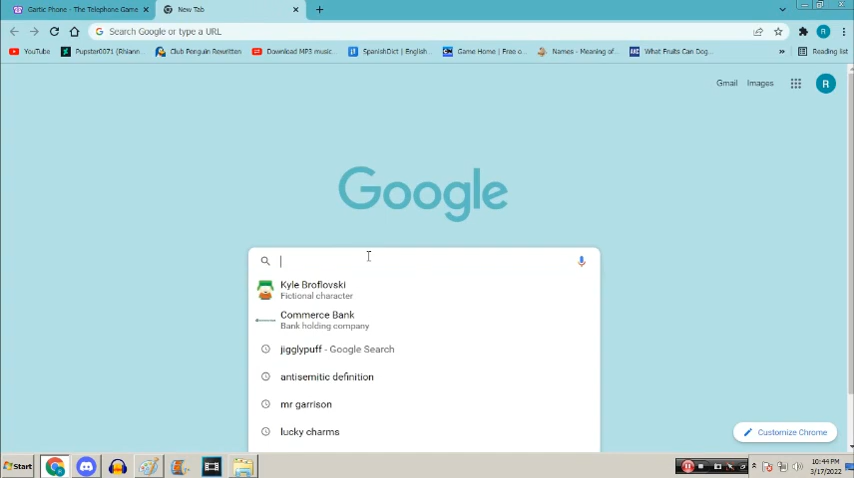 Gartic Phone - The Telephone Game
New Tab
Search Google or type a URL
YouTube
Pupster0071 (Rhiann...
Club Penguin Rewritten
Download MP3 music...
SpanishDict | English...
Game Home | Free o...
Names - Meaning of...
What Fruits Can Dog...
»
Reading list
Gmail
Images
R
R
Google
Kyle Broflovski
Fictional character
Commerce Bank
Bank holding company
jigglypuff - Google Search
antisemitic definition
mr garrison
lucky charms
Customize Chrome
Start
10:44 PM
3/17/2022